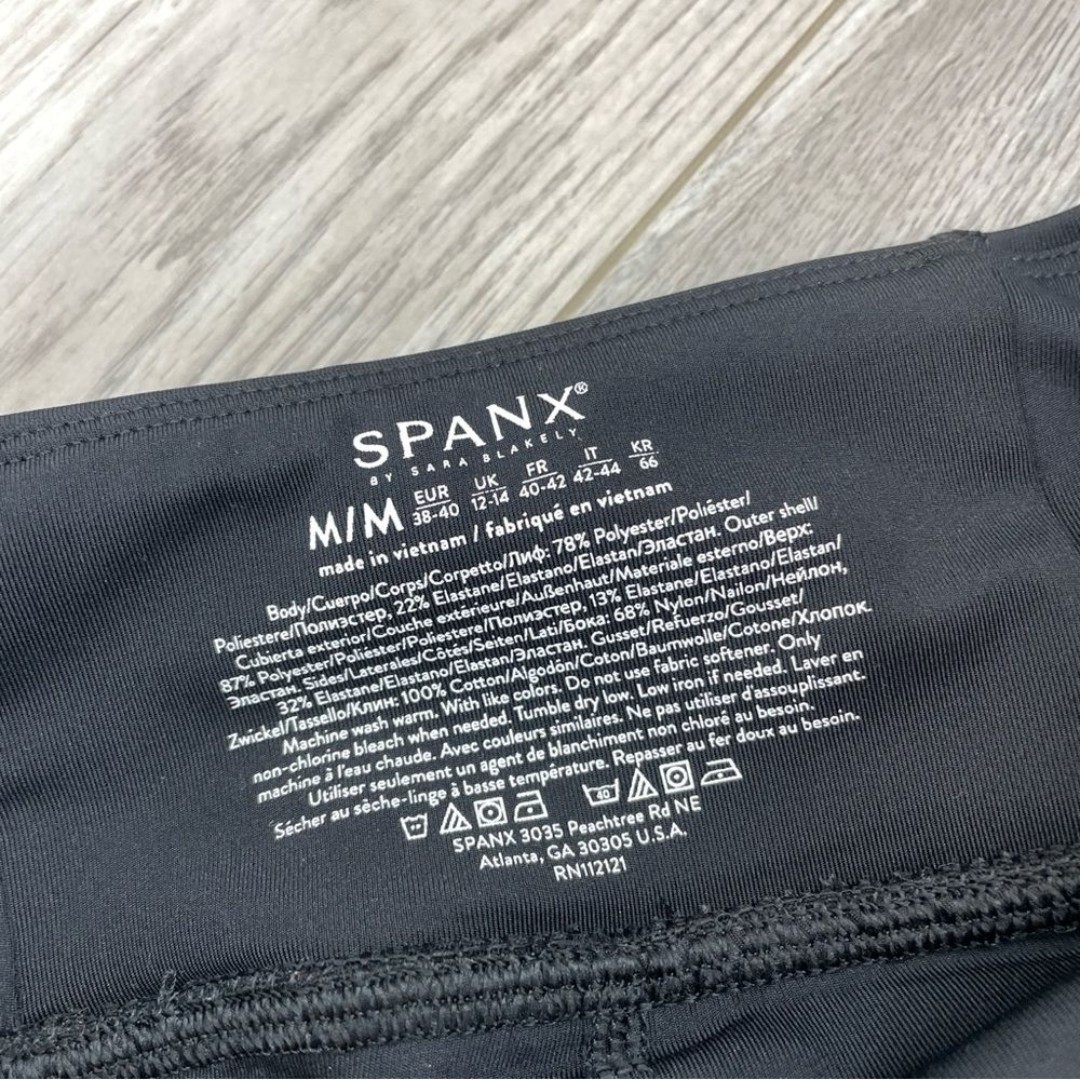 SPANX®
BY SARA BLAKELY
M/M EUR 38-40 UK 12-14 FR 40-42 IT 42-44 KR 66
made in vietnam / fabriqué en vietnam
Body/Cuerpo/Corps/Corpetto/Лиф: 78% Polyester/Poliéster/
Poliestere/Полиэстер, 22% Elastane/Elastano/Elastan/Эластан. Outer shell/
Cubierta exterior/Couche extérieure/Außenhaut/Materiale esterno/Верх:
87% Polyester/Poliéster/Poliestere/Полиэстер, 13% Elastane/Elastano/Elastan/
Эластан. Sides/Laterales/Côtés/Seiten/Lati/Бока: 68% Nylon/Nailon/Нейлон,
32% Elastane/Elastano/Elastan/Эластан. Gusset/Refuerzo/Gousset/
Zwickel/Tassello/Клин: 100% Cotton/Algodón/Coton/Baumwolle/Cotone/Хлопок.
Machine wash warm. With like colors. Do not use fabric softener. Only
non-chlorine bleach when needed. Tumble dry low. Low iron if needed. Laver en
machine à l'eau chaude. Avec couleurs similaires. Ne pas utiliser d'assouplissant.
Utiliser seulement un agent de blanchiment non chloré au besoin.
Sécher au sèche-linge à basse température. Repasser au fer doux au besoin.
40
SPANX 3035 Peachtree Rd NE
Atlanta, GA 30305 U.S.A.
RN112121